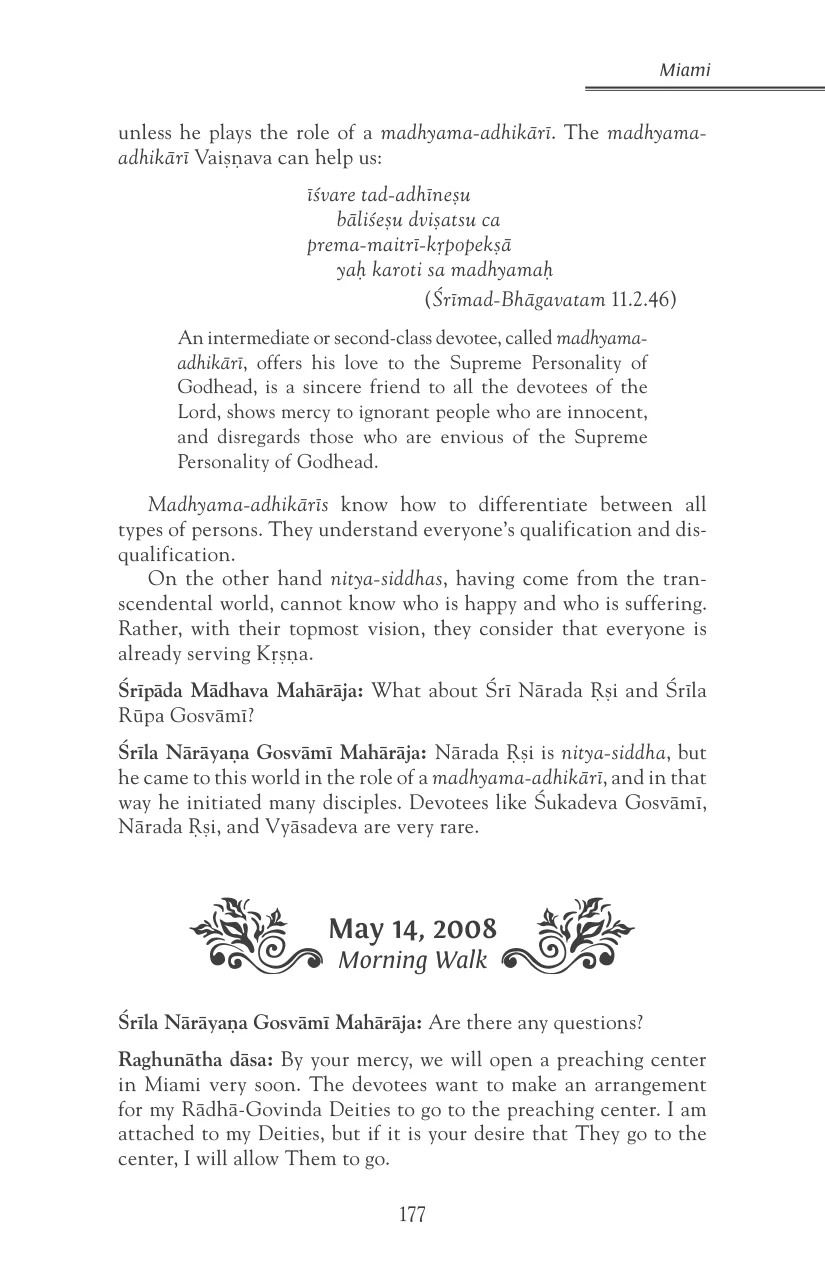 Miami
unless he plays the role of a madhyama-adhikārī. The madhyama-
adhikārī Vaiṣṇava can help us:
īśvare tad-adhīneṣu
bāliśeṣu dviṣatsu ca
prema-maitrī-kṛpopekṣā
yaḥ karoti sa madhyamaḥ
(Śrīmad-Bhāgavatam 11.2.46)
An intermediate or second-class devotee, called madhyama-
adhikārī, offers his love to the Supreme Personality of
Godhead, is a sincere friend to all the devotees of the
Lord, shows mercy to ignorant people who are innocent,
and disregards those who are envious of the Supreme
Personality of Godhead.
Madhyama-adhikārīs know how to differentiate between all
types of persons. They understand everyone's qualification and dis-
qualification.
On the other hand nitya-siddhas, having come from the tran-
scendental world, cannot know who is happy and who is suffering.
Rather, with their topmost vision, they consider that everyone is
already serving Kṛṣṇa.
Śrīpāda Mādhava Mahārāja: What about Śrī Nārada Ṛṣi and Śrīla
Rūpa Gosvāmī?
Śrīla Nārāyaṇa Gosvāmī Mahārāja: Nārada Ṛṣi is nitya-siddha, but
he came to this world in the role of a madhyama-adhikārī, and in that
way he initiated many disciples. Devotees like Śukadeva Gosvāmī,
Nārada Ṛṣi, and Vyāsadeva are very rare.
May 14, 2008
Morning Walk
Śrīla Nārāyaṇa Gosvāmī Mahārāja: Are there any questions?
Raghunātha dāsa: By your mercy, we will open a preaching center
in Miami very soon. The devotees want to make an arrangement
for my Rādhā-Govinda Deities to go to the preaching center. I am
attached to my Deities, but if it is your desire that They go to the
center, I will allow Them to go.
177